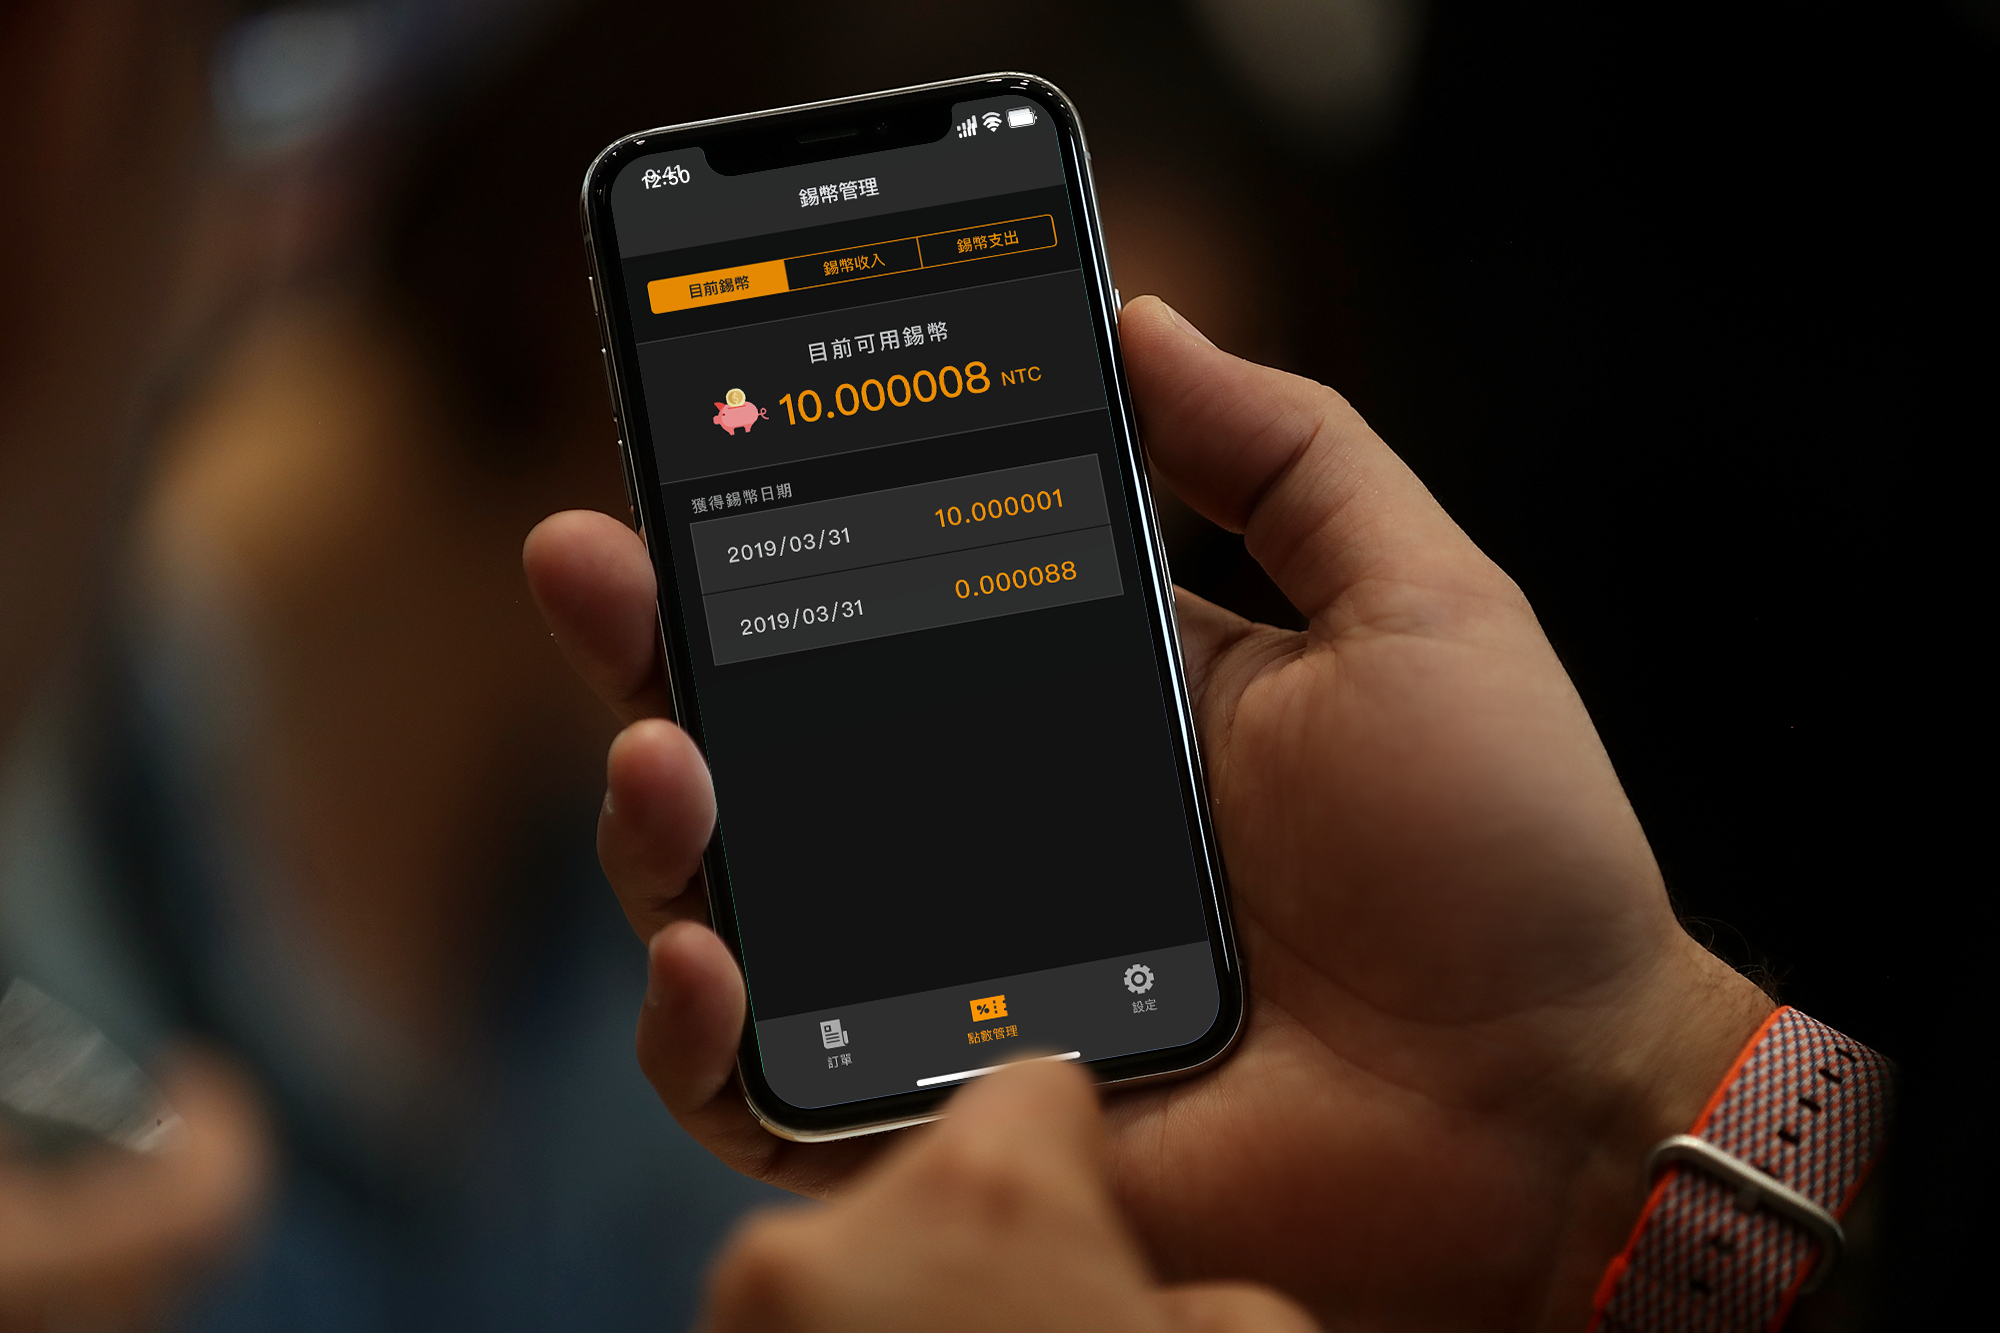 9:41
12:50
錫幣管理
目前錫幣
錫幣收入
錫幣支出
目前可用錫幣
10.000008 NTC
獲得錫幣日期
2019/03/31 10.000001
2019/03/31 0.000088
訂單
點數管理
設定